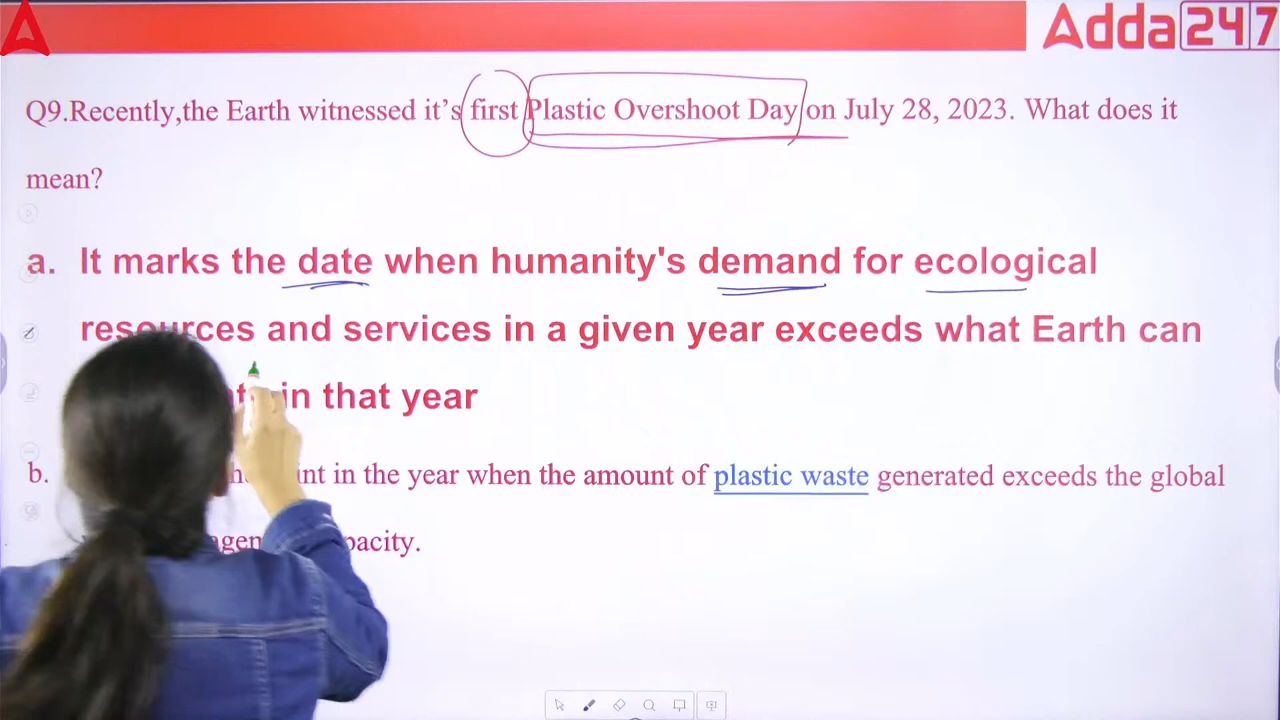 Adda247
Q9.Recently,the Earth witnessed it's first Plastic Overshoot Day on July 28, 2023. What does it
mean?
a. It marks the date when humanity's demand for ecological
resources and services in a given year exceeds what Earth can
in that year
b. in the year when the amount of plastic waste generated exceeds the global